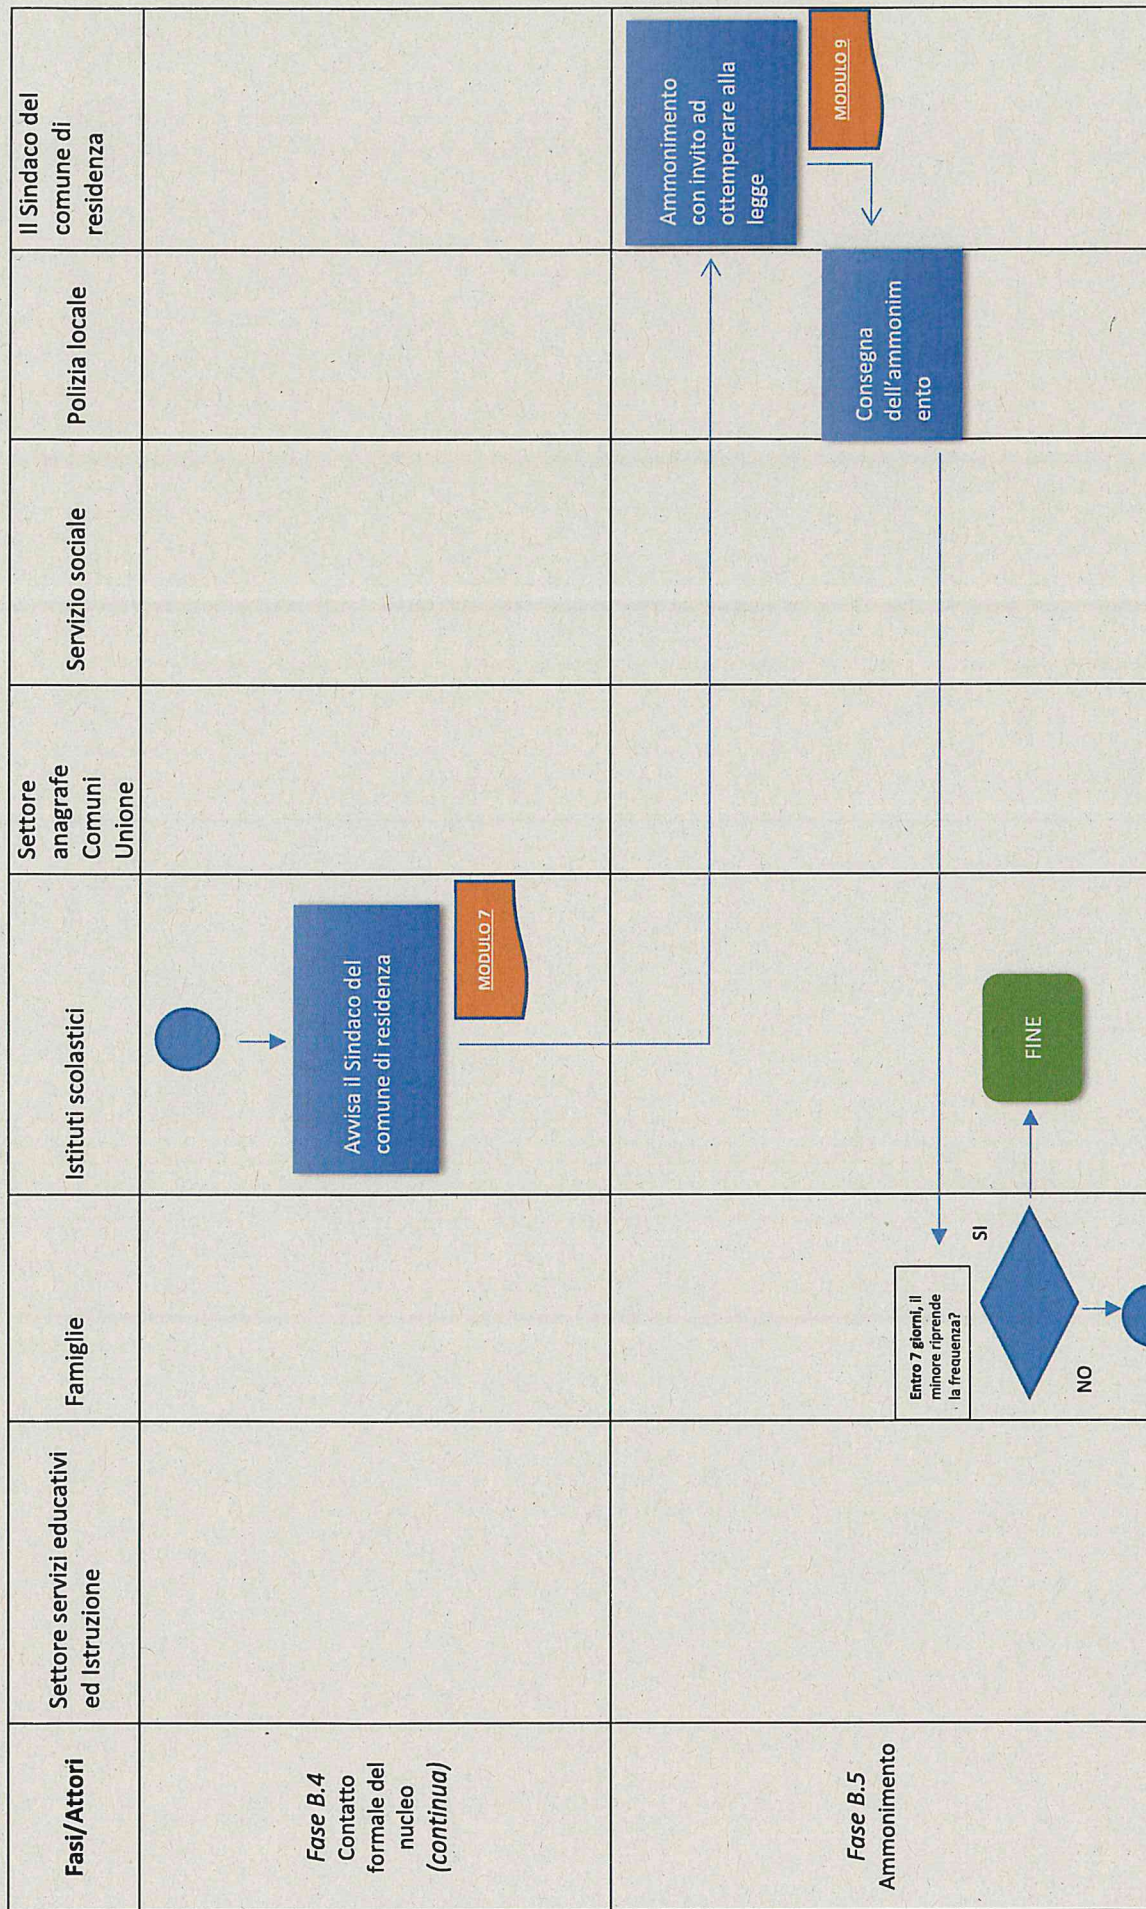 Fasi/Attori
Settore servizi educativi
ed Istruzione
Famiglie
Istituti scolastici
Settore
anagrafe
Comuni
Unione
Servizio sociale
Polizia locale
Il Sindaco del
comune di
residenza
Fase B.4
Contatto
formale del
nucleo
(continua)
Avvisa il Sindaco del
comune di residenza
MODULO 7
Fase B.5
Ammonimento
Ammonimento
con invito ad
ottemperare alla
legge
MODULO 9
Consegna
dell'ammonim
ento
Entro 7 giorni, il
minore riprende
la frequenza?
SI
NO
FINE